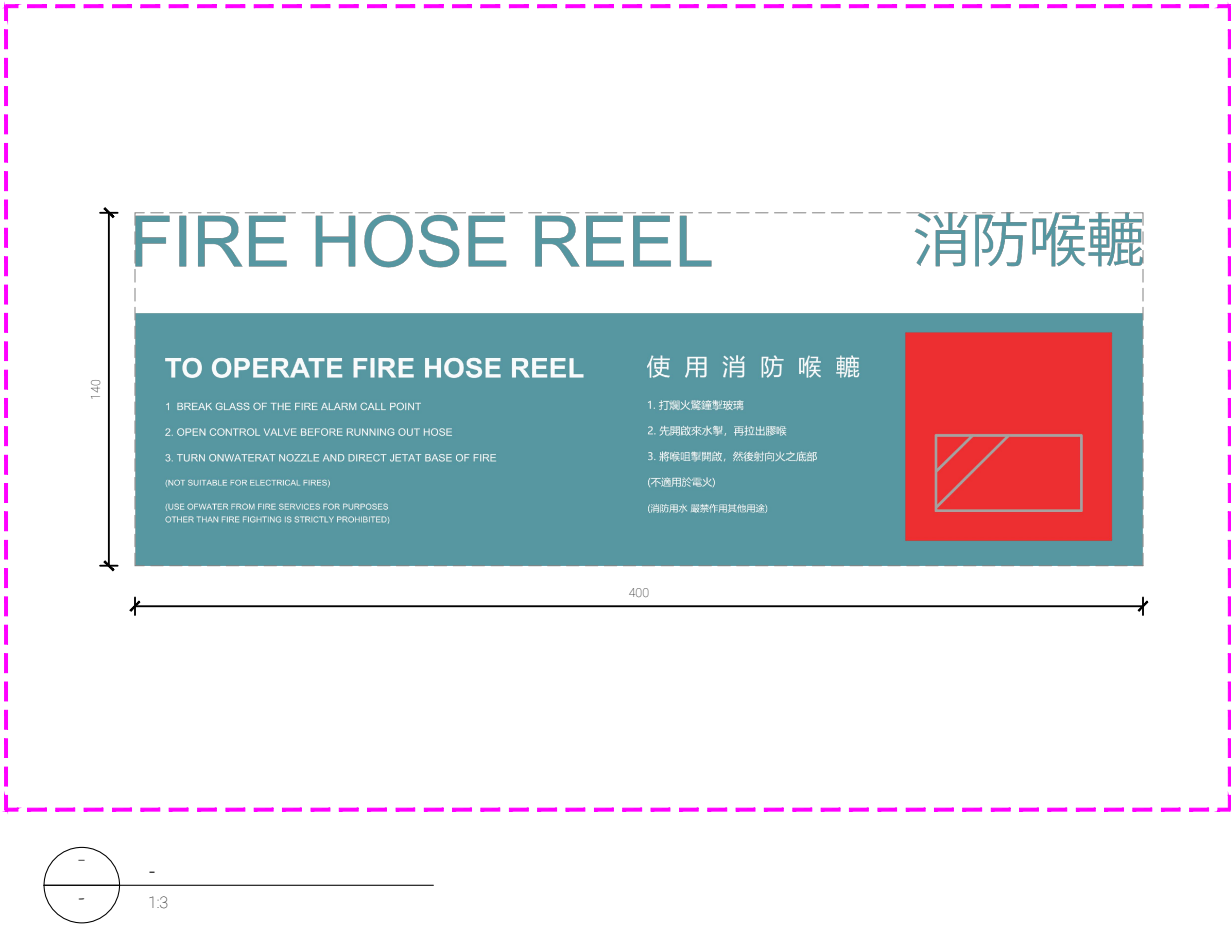 FIRE HOSE REEL
消防喉轆
TO OPERATE FIRE HOSE REEL
1 BREAK GLASS OF THE FIRE ALARM CALL POINT
2. OPEN CONTROL VALVE BEFORE RUNNING OUT HOSE
3. TURN ONWATERAT NOZZLE AND DIRECT JETAT BASE OF FIRE
(NOT SUITABLE FOR ELECTRICAL FIRES)
(USE OFWATER FROM FIRE SERVICES FOR PURPOSES
OTHER THAN FIRE FIGHTING IS STRICTLY PROHIBITED)
使用消防喉轆
1. 打爛火驚鐘掣玻璃
2. 先開啟來水掣，再拉出膠喉
3. 將喉咀掣開啟，然後射向火之底部
(不適用於電火)
(消防用水 嚴禁作用其他用途)
140
400
-
-
-
1:3